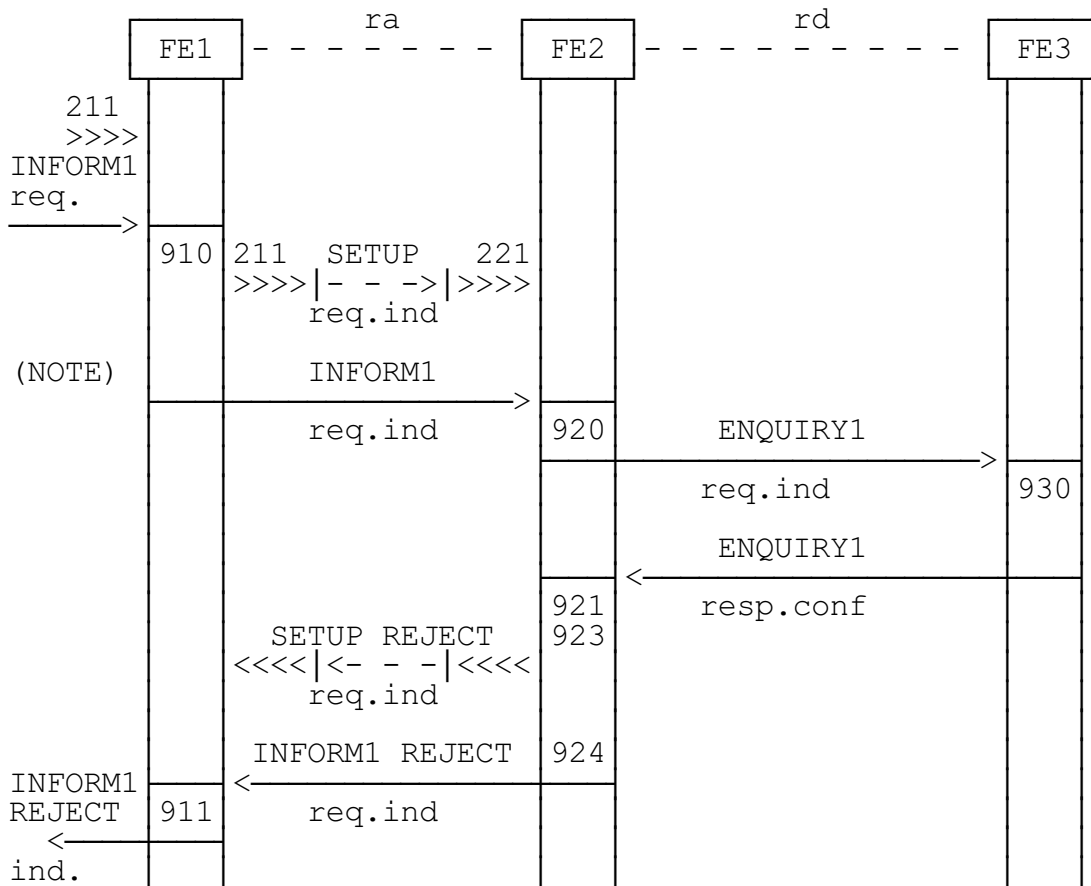 ra rd
FE1 FE2 FE3
211
>>>>
INFORM1
req.
910 211 SETUP 221
>>>>|- - ->|>>>>
req.ind
(NOTE) INFORM1
req.ind 920 ENQUIRY1
req.ind 930
ENQUIRY1
921 resp.conf
SETUP REJECT 923
<<<<|<- - -|<<<<
req.ind
INFORM1 REJECT 924
INFORM1
REJECT 911 req.ind
ind.